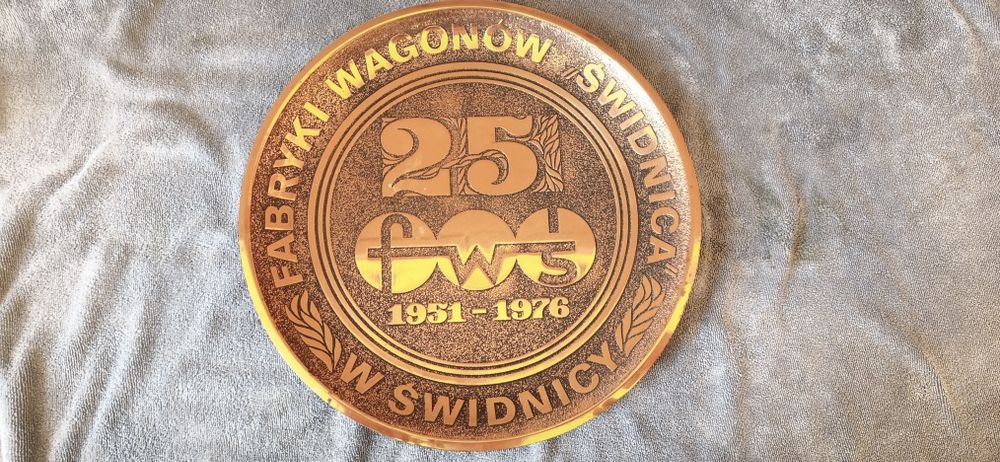 FABRYKI WAGONÓW "ŚWIDNICA"
25
fws
1951-1976
W ŚWIDNICY